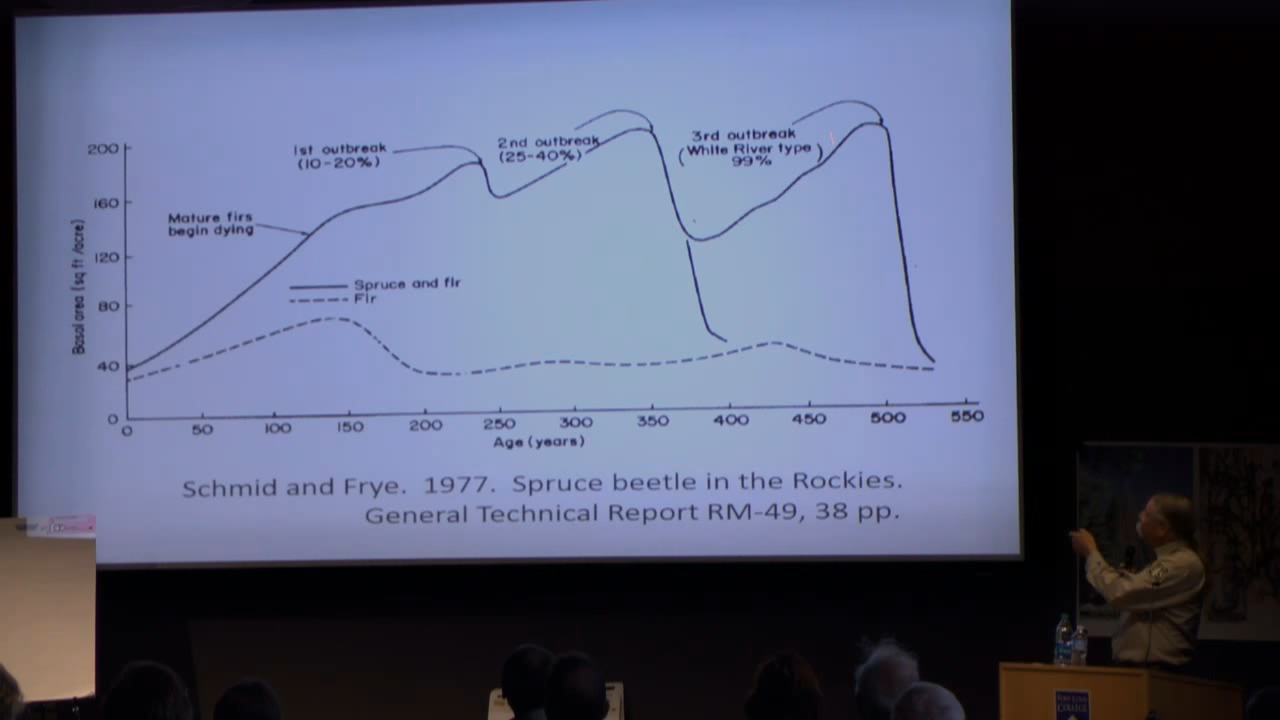 200
160
120
80
40
0
Basal area (sq ft /acre)
1st outbreak
(10-20%)
2nd outbreak
(25-40%)
3rd outbreak
(White River type)
99%
Mature firs
begin dying
Spruce and fir
Fir
0 50 100 150 200 250 300 350 400 450 500 550
Age (years)
Schmid and Frye. 1977. Spruce beetle in the Rockies.
General Technical Report RM-49, 38 pp.
COLLEGE